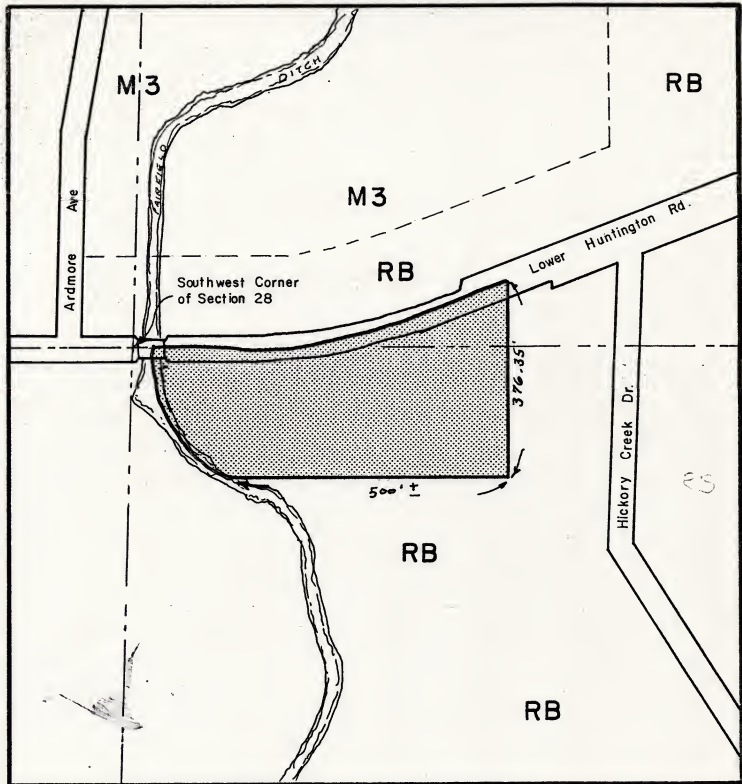 M3
RB
FAIRFIELD DITCH
M3
Ardmore Ave
RB
Lower Huntington Rd.
Southwest Corner
of Section 28
376.35'
500' ±
Hickory Creek Dr.
RS
RB
RB